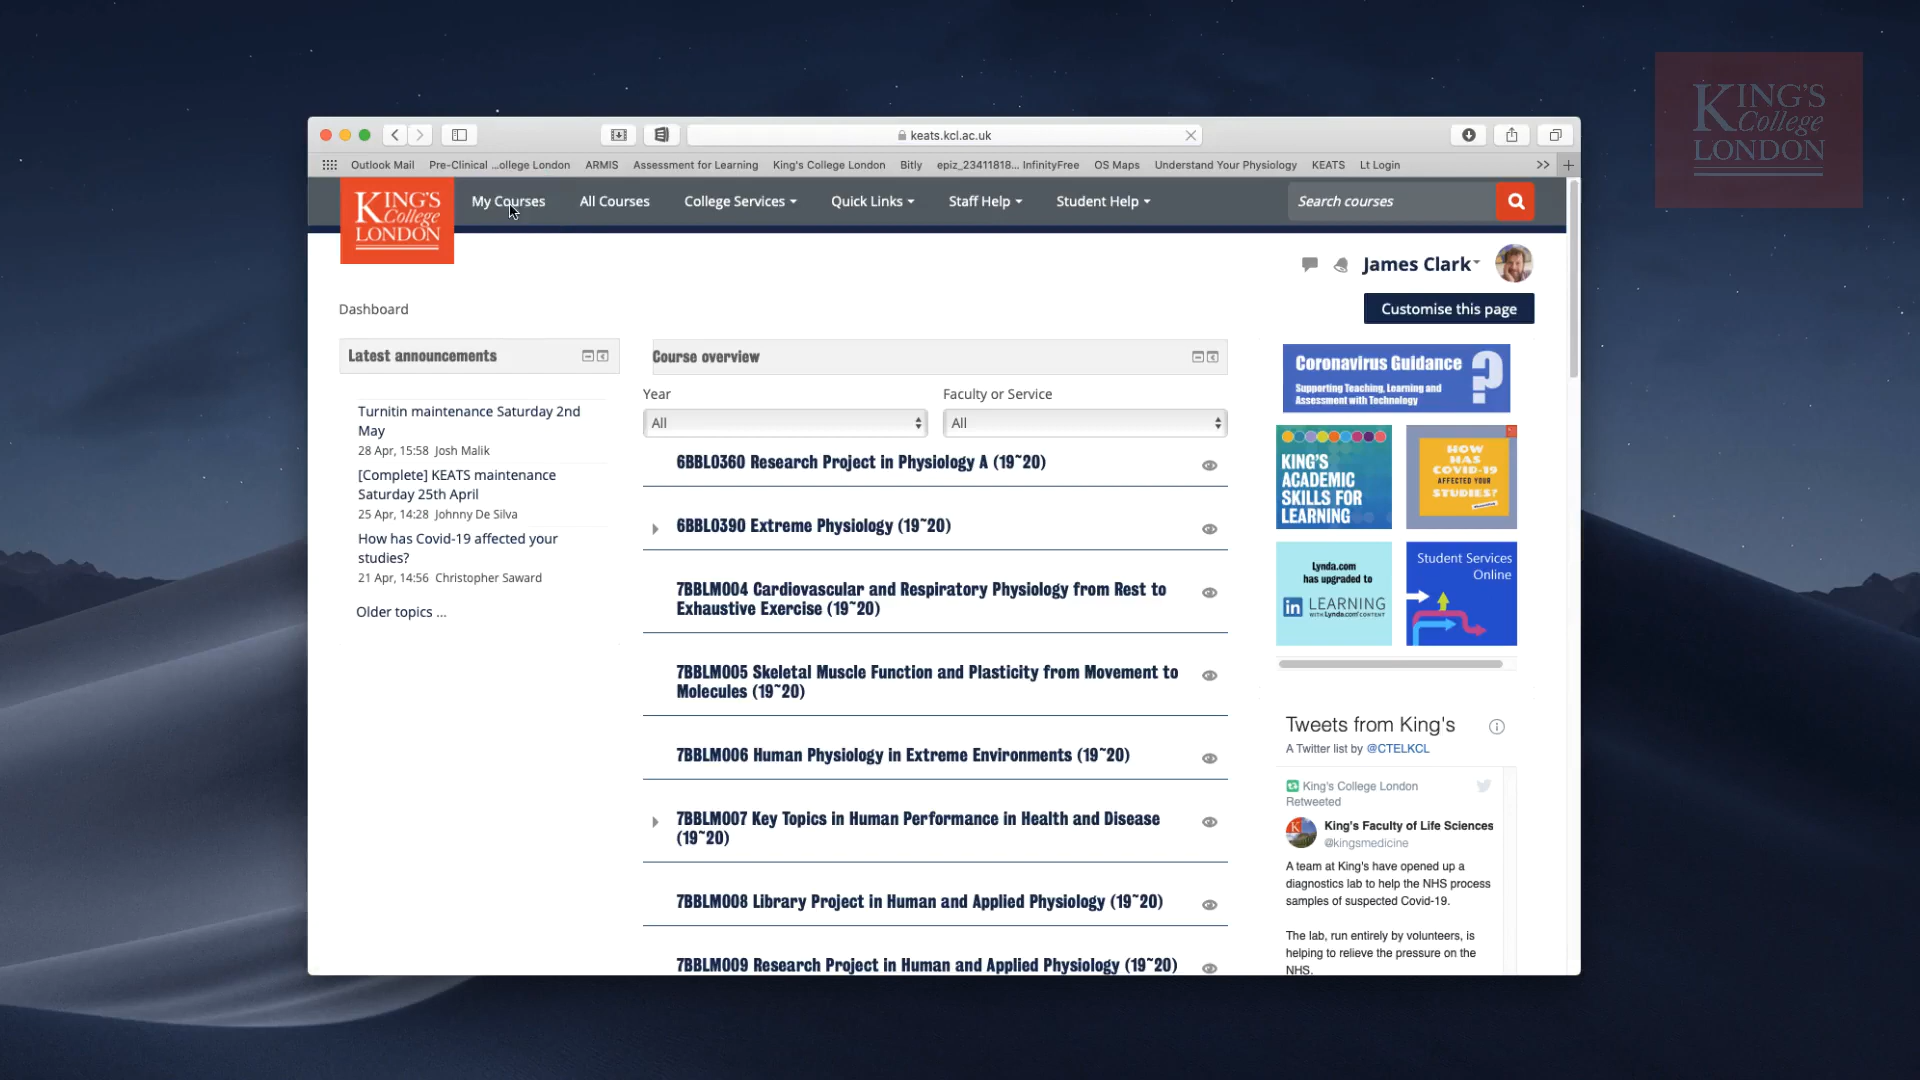 KING'S
College
LONDON
keats.kcl.ac.uk
Outlook Mail
Pre-Clinical ...ollege London
ARMIS
Assessment for Learning
King's College London
Bitly
epiz_23411818... InfinityFree
OS Maps
Understand Your Physiology
KEATS
Lt Login
KING'S
College
LONDON
My Courses
All Courses
College Services
Quick Links
Staff Help
Student Help
Search courses
James Clark
Dashboard
Customise this page
Latest announcements
Turnitin maintenance Saturday 2nd
May
28 Apr, 15:58 Josh Malik
[Complete] KEATS maintenance
Saturday 25th April
25 Apr, 14:28 Johnny De Silva
How has Covid-19 affected your
studies?
21 Apr, 14:56 Christopher Saward
Older topics ...
Course overview
Year
Faculty or Service
All
All
6BBL0360 Research Project in Physiology A (19~20)
6BBL0390 Extreme Physiology (19~20)
7BBLM004 Cardiovascular and Respiratory Physiology from Rest to
Exhaustive Exercise (19~20)
7BBLM005 Skeletal Muscle Function and Plasticity from Movement to
Molecules (19~20)
7BBLM006 Human Physiology in Extreme Environments (19~20)
7BBLM007 Key Topics in Human Performance in Health and Disease
(19~20)
7BBLM008 Library Project in Human and Applied Physiology (19~20)
7BBLM009 Research Project in Human and Applied Physiology (19~20)
Coronavirus Guidance
Supporting Teaching, Learning and
Assessment with Technology
?
KING'S
ACADEMIC
SKILLS FOR
LEARNING
HOW
HAS
COVID-19
AFFECTED YOUR
STUDIES?
Lynda.com
has upgraded to
in LEARNING
WITH Lynda.com CONTENT
Student Services
Online
Tweets from King's
A Twitter list by @CTELKCL
King's College London
Retweeted
King's Faculty of Life Sciences
@kingsmedicine
A team at King's have opened up a
diagnostics lab to help the NHS process
samples of suspected Covid-19.
The lab, run entirely by volunteers, is
helping to relieve the pressure on the
NHS.